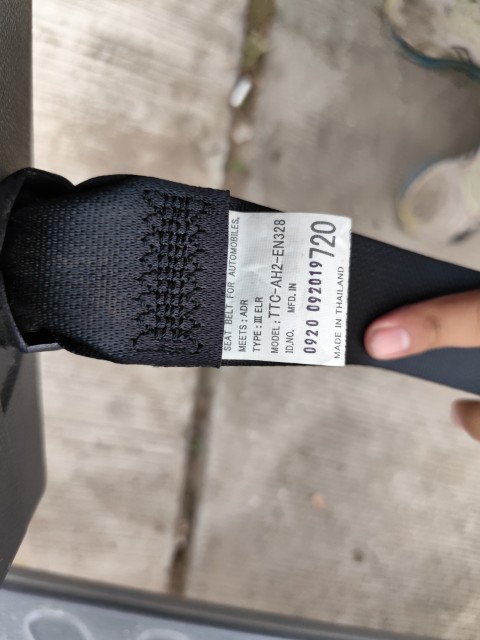 SEAT BELT FOR AUTOMOBILES.
MEETS : ADR
TYPE : Ⅲ ELR
MODEL : TTC-AH2-EN328
ID.NO. MFD. IN
0920 092019720
MADE IN THAILAND